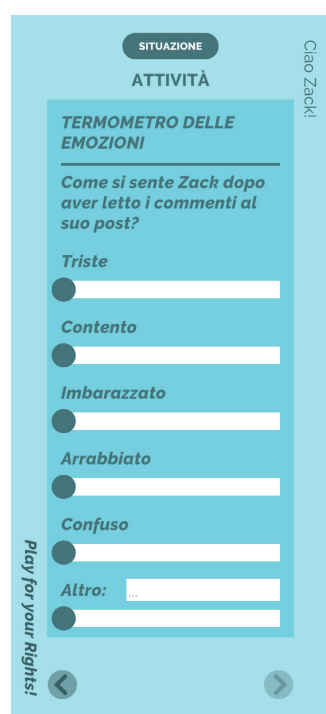 SITUAZIONE
ATTIVITÀ
Ciao Zack!
TERMOMETRO DELLE
EMOZIONI
Come si sente Zack dopo
aver letto i commenti al
suo post?
Triste
Contento
Imbarazzato
Arrabbiato
Confuso
Altro: ...
Play for your Rights!